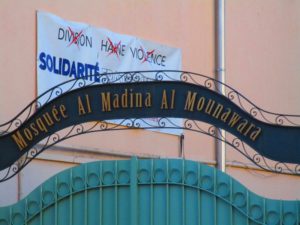 DIVISION HAINE VIOLENCE
SOLIDARITÉ
Mosquée Al Madina Al Mounawara